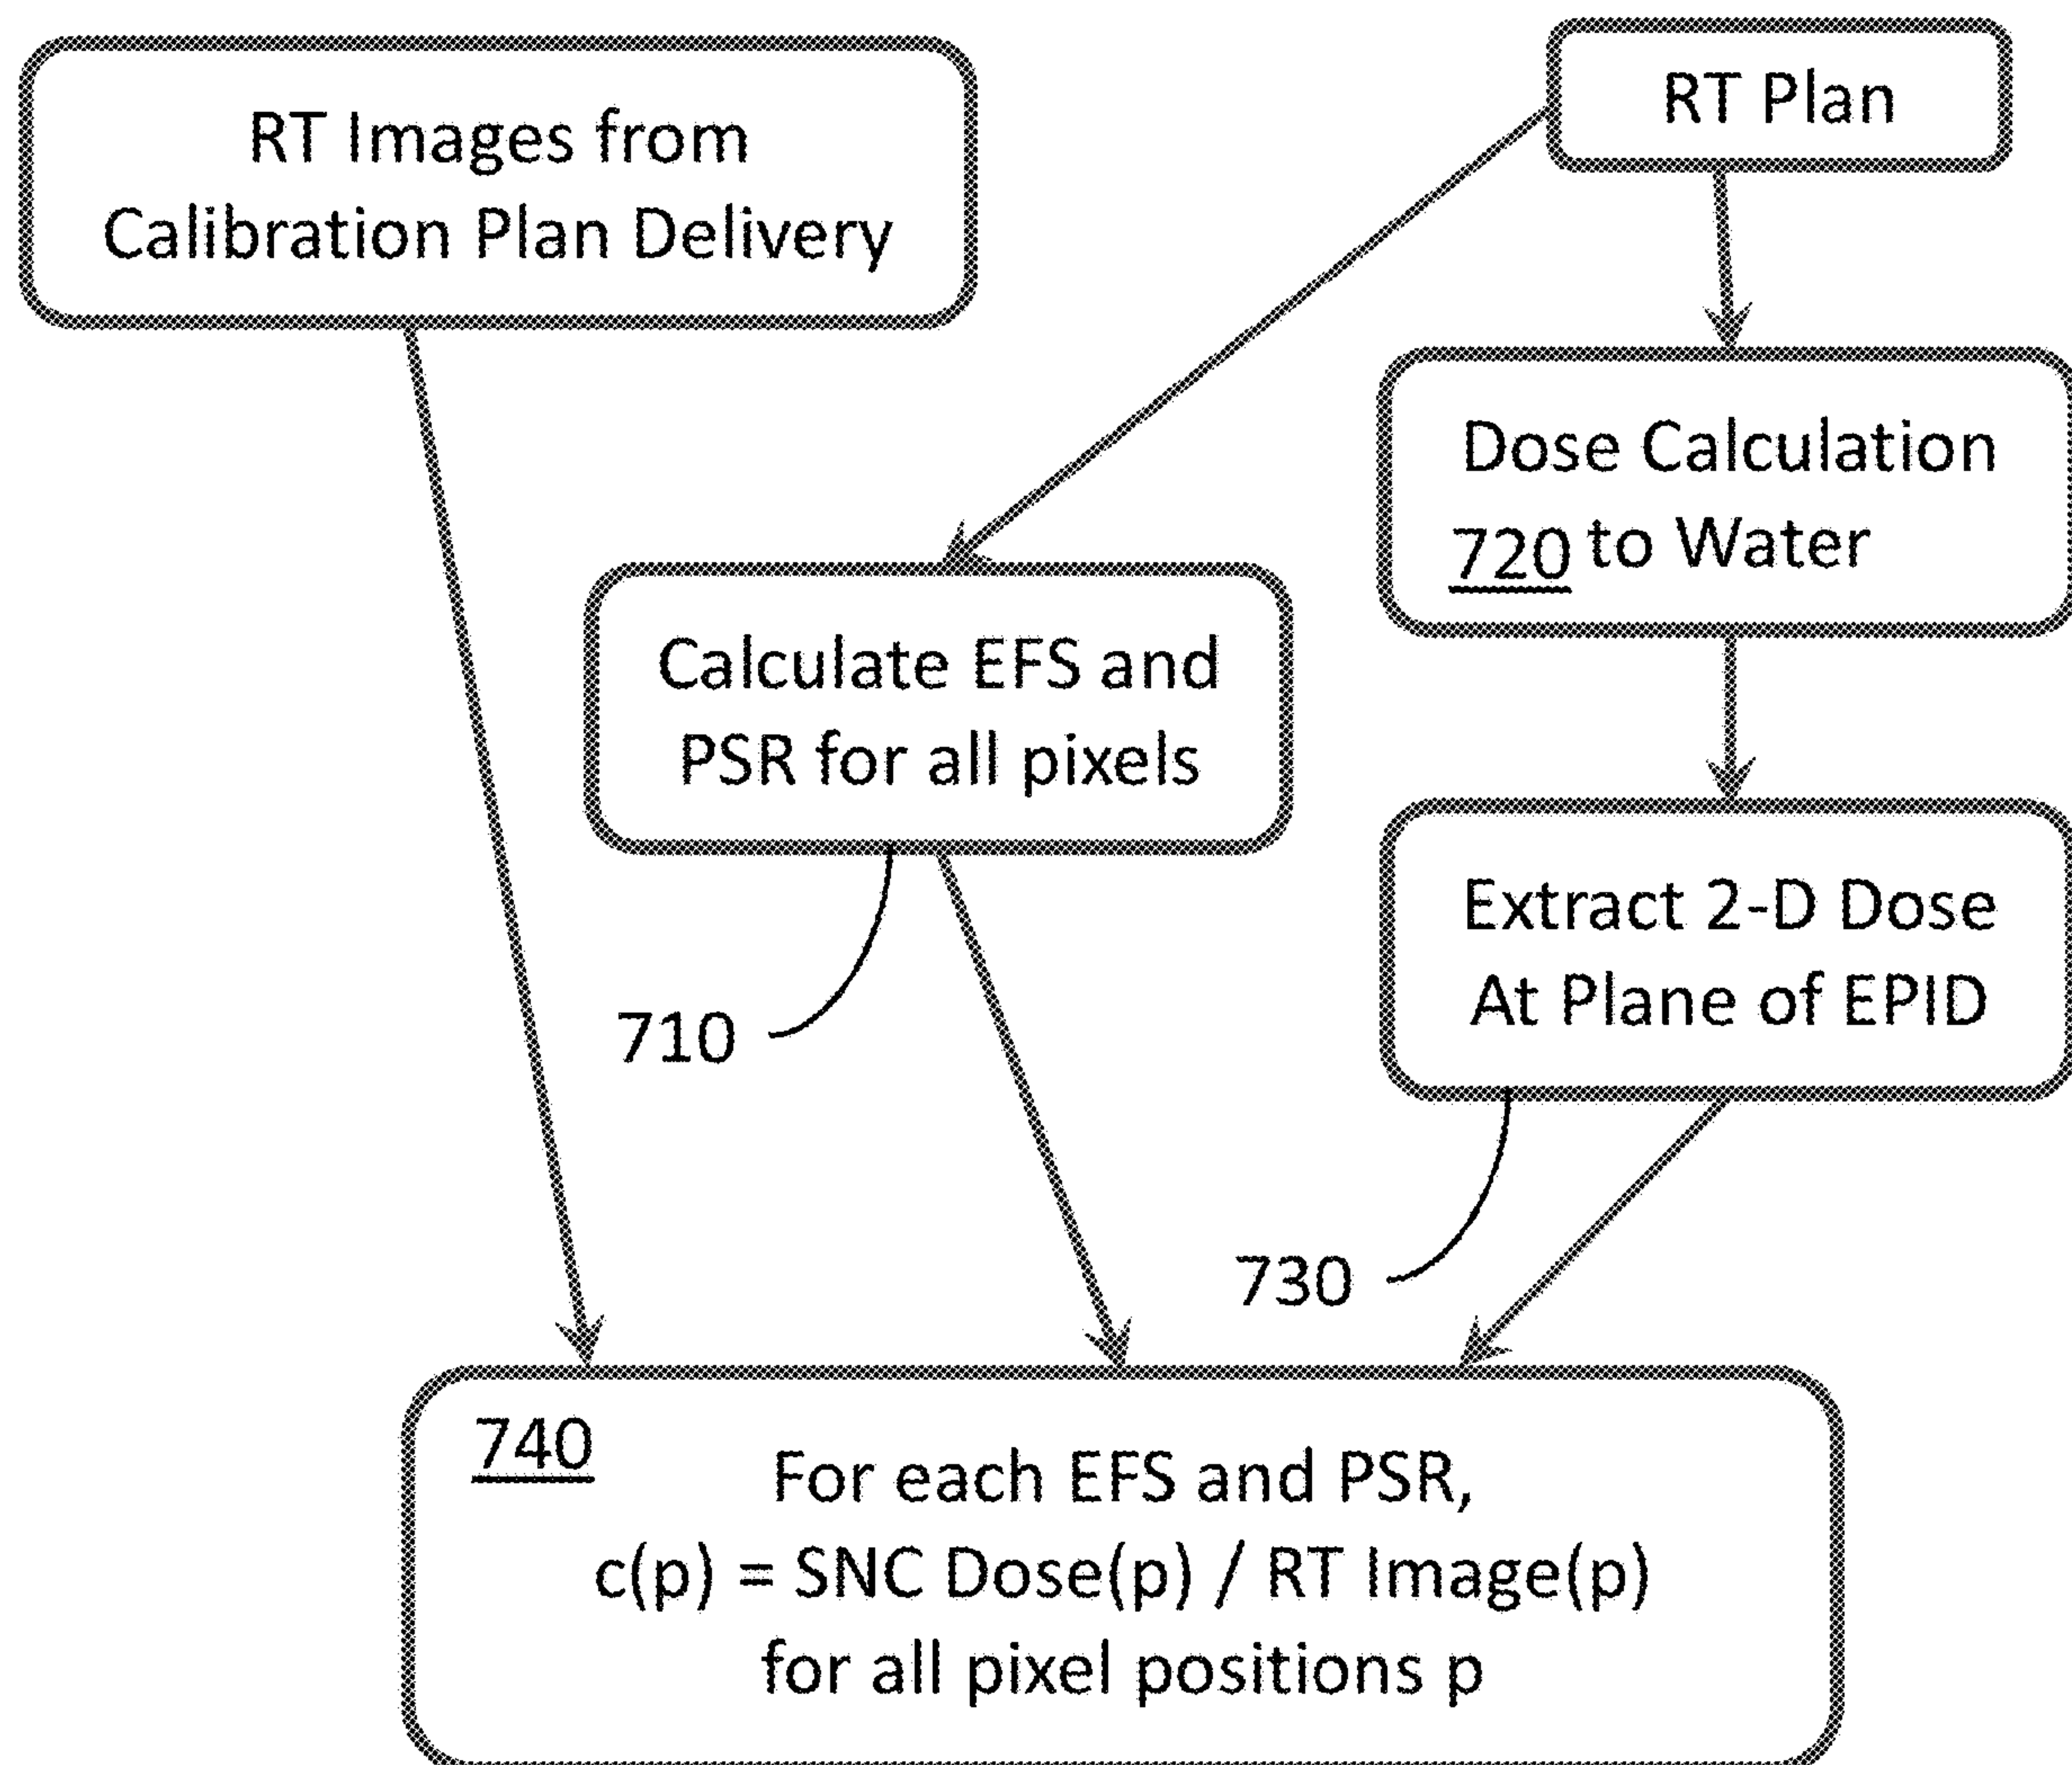 RT Images from
Calibration Plan Delivery
RT Plan
Dose Calculation
720 to Water
Calculate EFS and
PSR for all pixels
710
Extract 2-D Dose
At Plane of EPID
730
740
For each EFS and PSR,
c(p) = SNC Dose(p) / RT Image(p)
for all pixel positions p